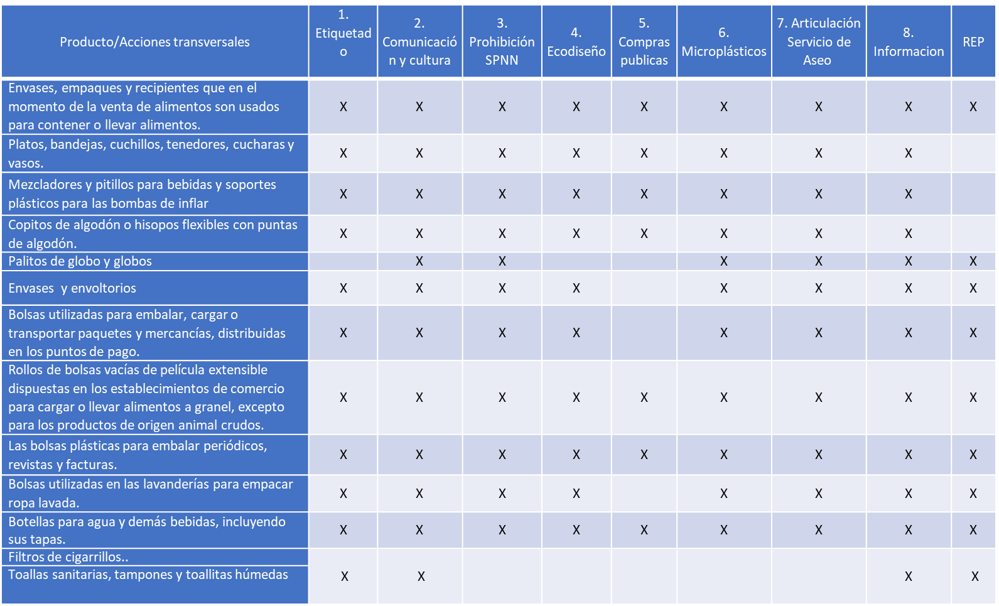 Producto/Acciones transversales
1.
Etiquetad
o
2.
Comunicació
n y cultura
3.
Prohibición
SPNN
4.
Ecodiseño
5.
Compras
publicas
6.
Microplásticos
7. Articulación
Servicio de
Aseo
8.
Informacion
REP
Envases, empaques y recipientes que en el
momento de la venta de alimentos son usados
para contener o llevar alimentos.
X X X X X X X X X
Platos, bandejas, cuchillos, tenedores, cucharas y
vasos.
X X X X X X X X
Mezcladores y pitillos para bebidas y soportes
plásticos para las bombas de inflar
X X X X X X X X
Copitos de algodón o hisopos flexibles con puntas
de algodón.
X X X X X X X X
Palitos de globo y globos
X X X X X X
Envases y envoltorios
X X X X X X X X
Bolsas utilizadas para embalar, cargar o
transportar paquetes y mercancías, distribuidas
en los puntos de pago.
X X X X X X X X
Rollos de bolsas vacías de película extensible
dispuestas en los establecimientos de comercio
para cargar o llevar alimentos a granel, excepto
para los productos de origen animal crudos.
X X X X X X X X X
Las bolsas plásticas para embalar periódicos,
revistas y facturas.
X X X X X X X X X
Bolsas utilizadas en las lavanderías para empacar
ropa lavada.
X X X X X X X X
Botellas para agua y demás bebidas, incluyendo
sus tapas.
X X X X X X X X X
Filtros de cigarrillos..
Toallas sanitarias, tampones y toallitas húmedas
X X X X